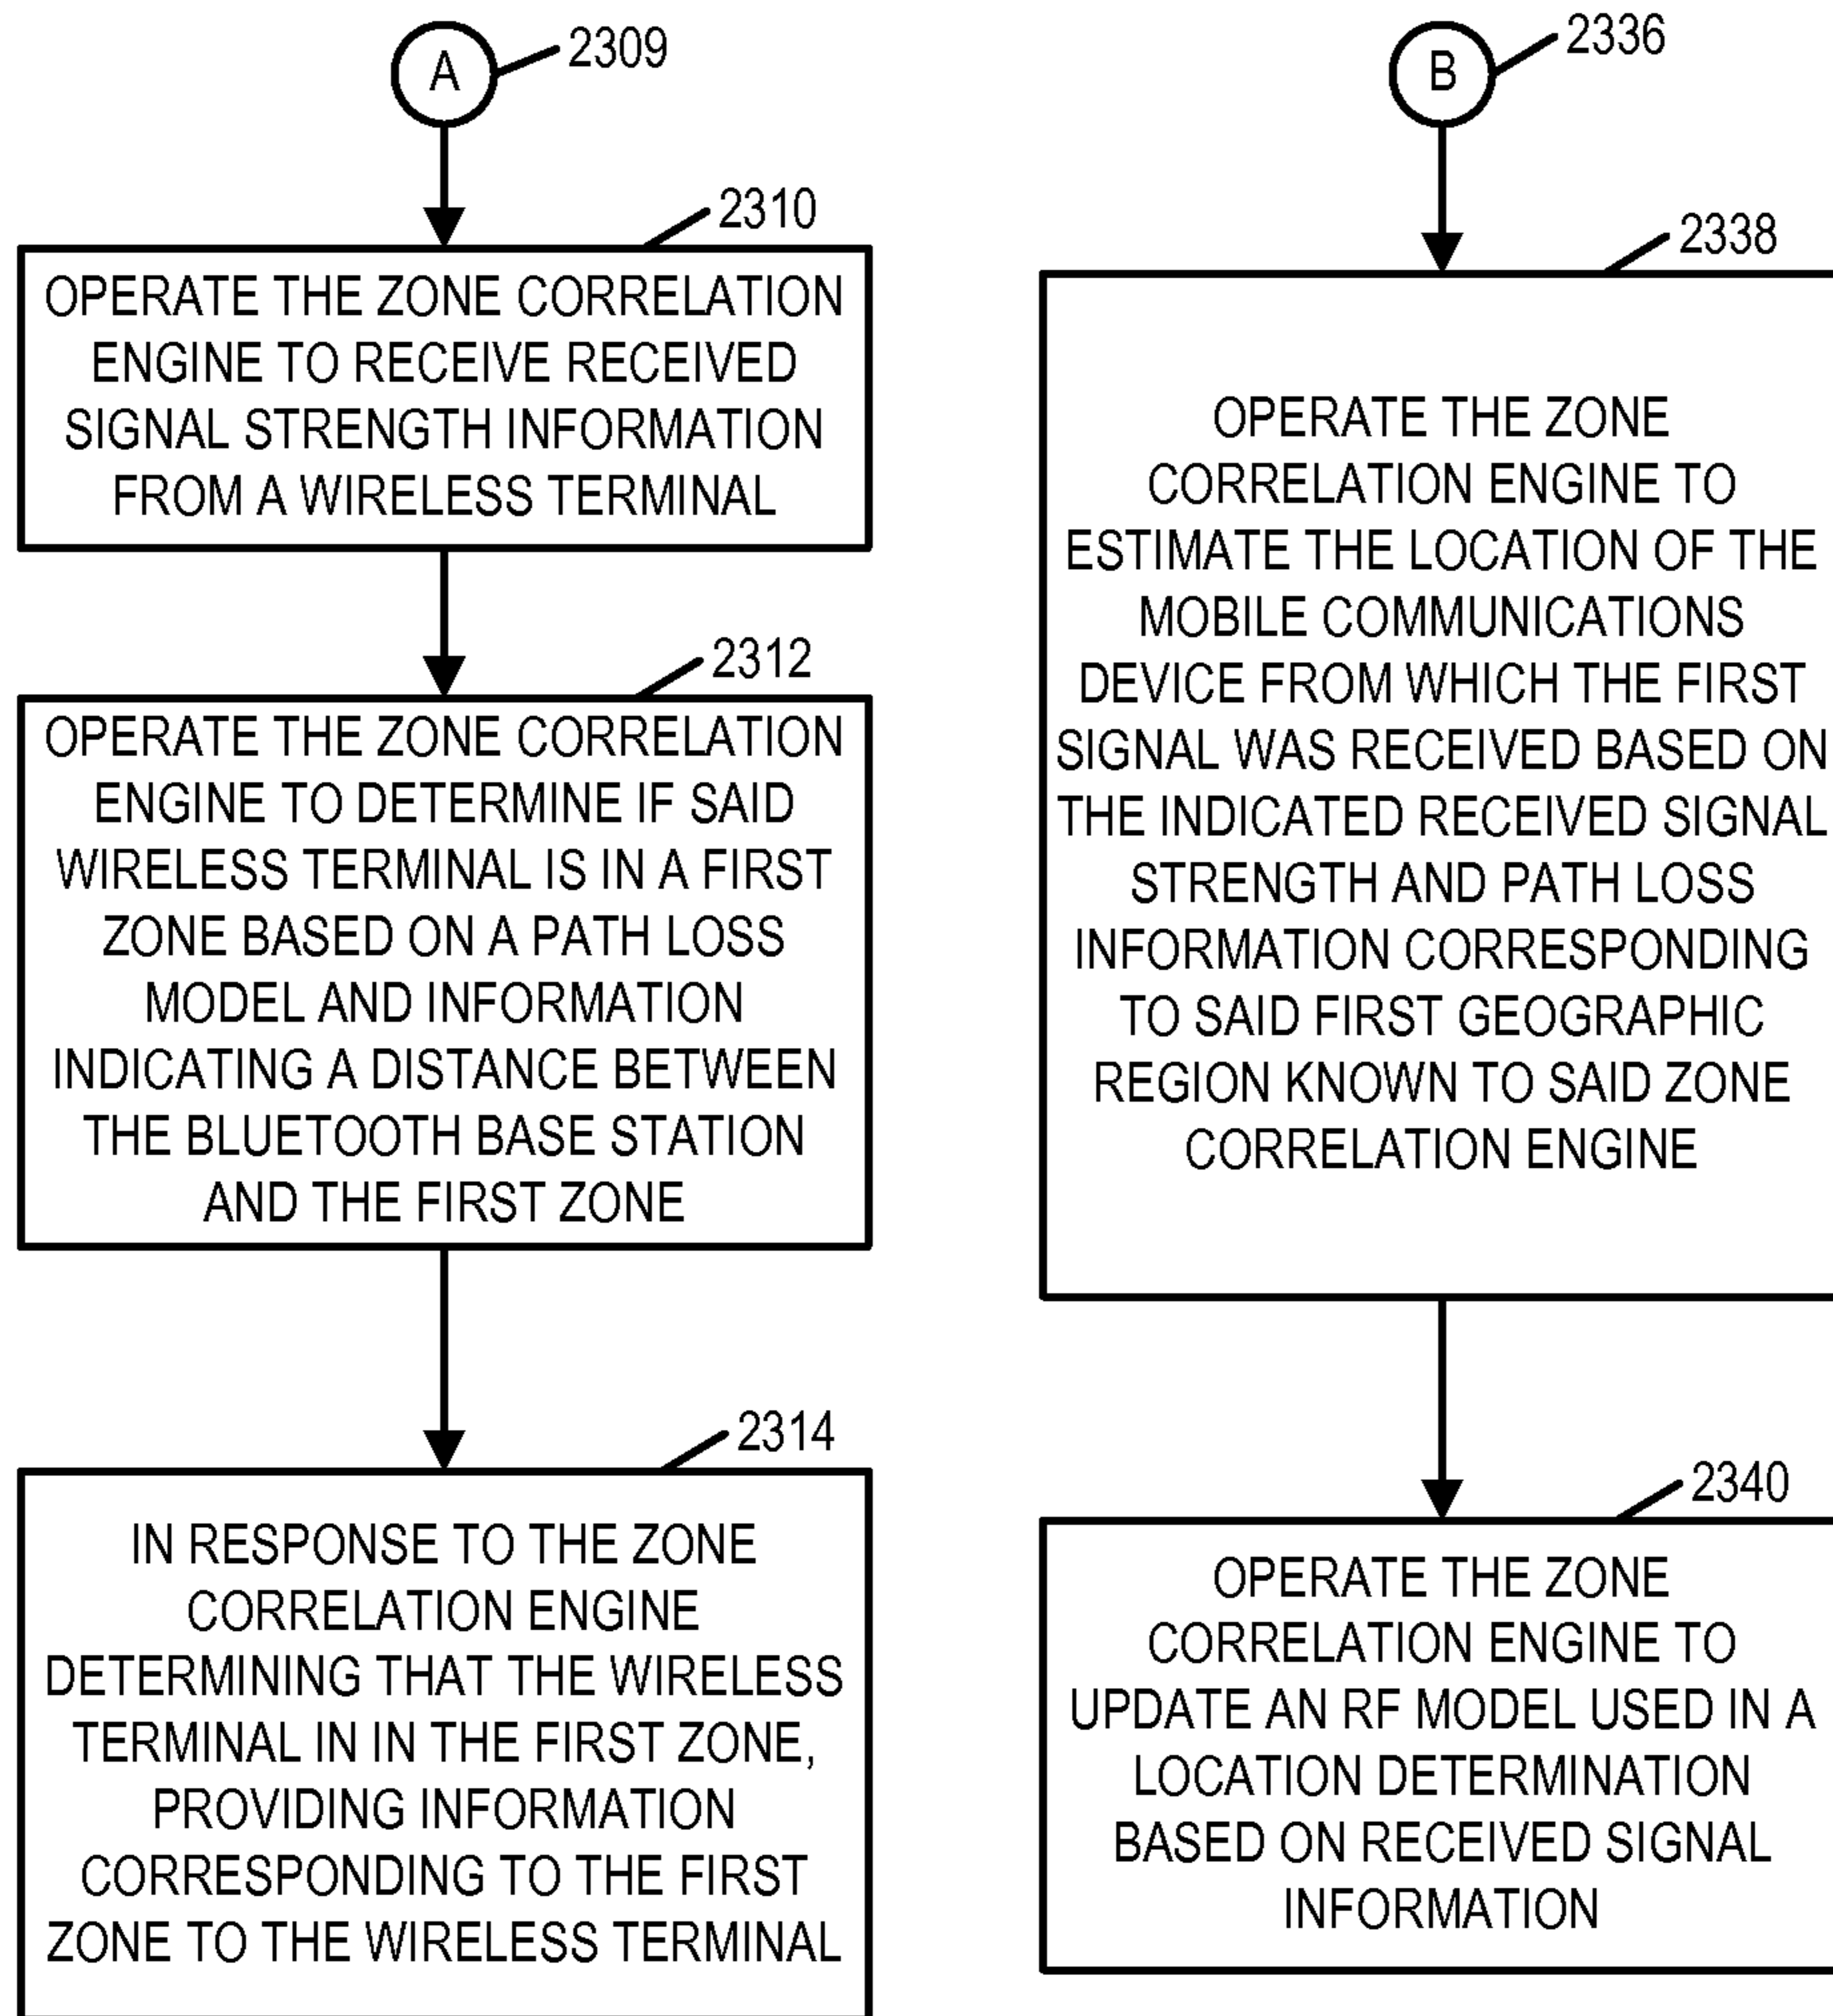 A
2309
2310
OPERATE THE ZONE CORRELATION
ENGINE TO RECEIVE RECEIVED
SIGNAL STRENGTH INFORMATION
FROM A WIRELESS TERMINAL
2312
OPERATE THE ZONE CORRELATION
ENGINE TO DETERMINE IF SAID
WIRELESS TERMINAL IS IN A FIRST
ZONE BASED ON A PATH LOSS
MODEL AND INFORMATION
INDICATING A DISTANCE BETWEEN
THE BLUETOOTH BASE STATION
AND THE FIRST ZONE
2314
IN RESPONSE TO THE ZONE
CORRELATION ENGINE
DETERMINING THAT THE WIRELESS
TERMINAL IN IN THE FIRST ZONE,
PROVIDING INFORMATION
CORRESPONDING TO THE FIRST
ZONE TO THE WIRELESS TERMINAL
B
2336
2338
OPERATE THE ZONE
CORRELATION ENGINE TO
ESTIMATE THE LOCATION OF THE
MOBILE COMMUNICATIONS
DEVICE FROM WHICH THE FIRST
SIGNAL WAS RECEIVED BASED ON
THE INDICATED RECEIVED SIGNAL
STRENGTH AND PATH LOSS
INFORMATION CORRESPONDING
TO SAID FIRST GEOGRAPHIC
REGION KNOWN TO SAID ZONE
CORRELATION ENGINE
2340
OPERATE THE ZONE
CORRELATION ENGINE TO
UPDATE AN RF MODEL USED IN A
LOCATION DETERMINATION
BASED ON RECEIVED SIGNAL
INFORMATION